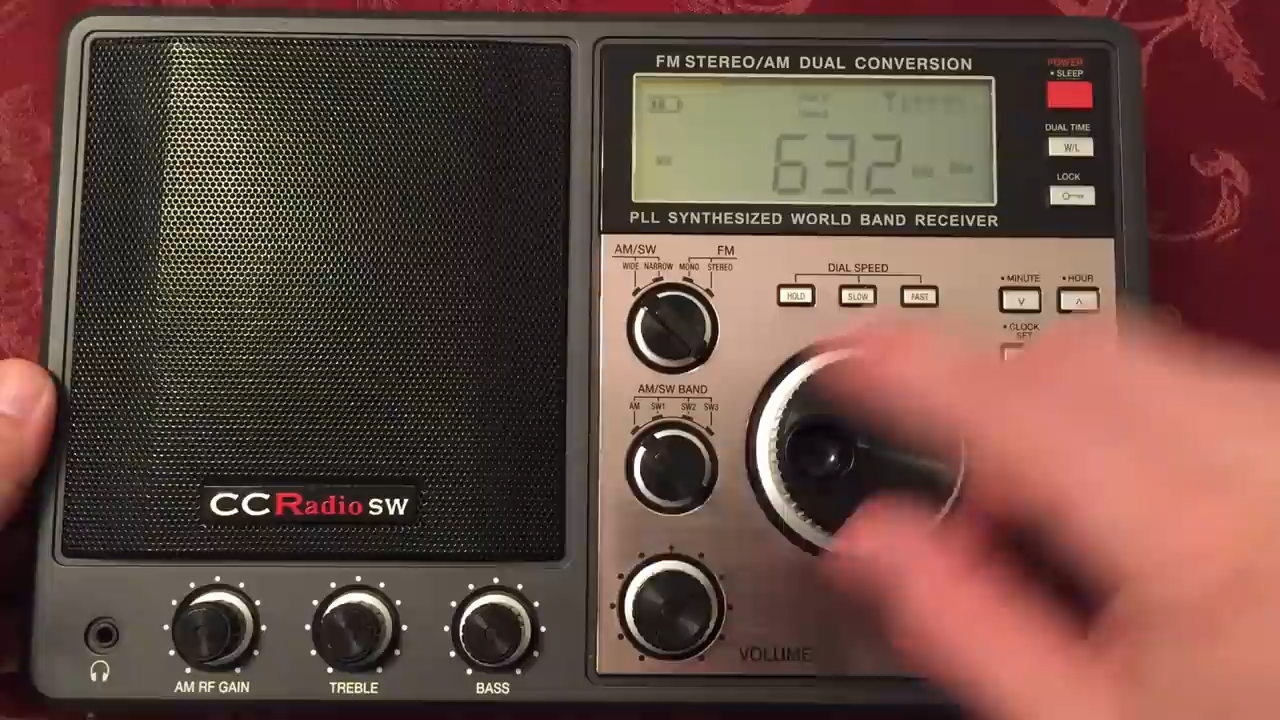 FM STEREO/AM DUAL CONVERSION
POWER
• SLEEP
632
DUAL TIME
W/L
LOCK
PLL SYNTHESIZED WORLD BAND RECEIVER
AM/SW FM
WIDE NARROW MONO STEREO
DIAL SPEED
HOLD SLOW FAST
• MINUTE • HOUR
• CLOCK
SET
AM/SW BAND
AM SW1 SW2 SW3
CCRadio SW
VOLUME
AM RF GAIN TREBLE BASS